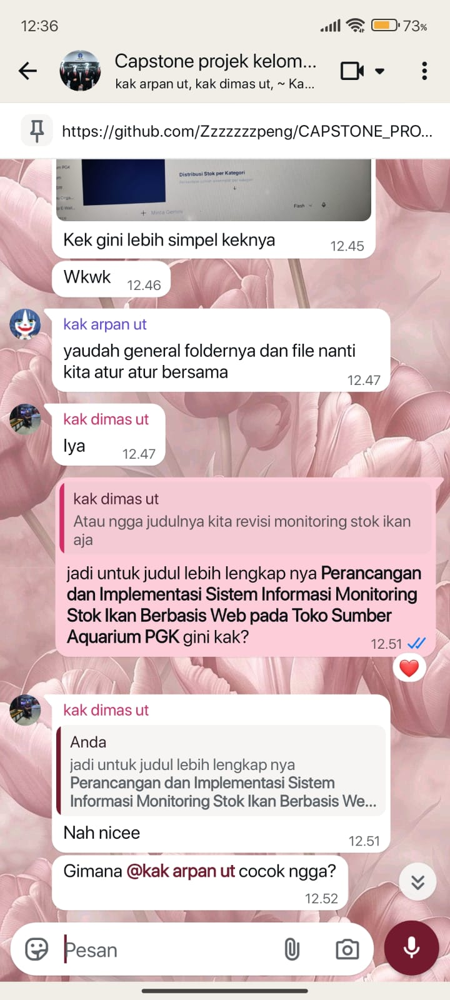 12:36
73%
Capstone projek kelom...
kak arpan ut, kak dimas ut, ~ Ka...
https://github.com/Zzzzzzzpeng/CAPSTONE_PRO...
Distribusi Stok per Kategori
Minta Gemini
Flash
Kek gini lebih simpel keknya
12.45
Wkwk
12.46
kak arpan ut
yaudah general foldernya dan file nanti
kita atur atur bersama
12.47
kak dimas ut
Iya
12.47
kak dimas ut
Atau ngga judulnya kita revisi monitoring stok ikan
aja
jadi untuk judul lebih lengkap nya Perancangan
dan Implementasi Sistem Informasi Monitoring
Stok Ikan Berbasis Web pada Toko Sumber
Aquarium PGK gini kak?
12.51
kak dimas ut
Anda
jadi untuk judul lebih lengkap nya
Perancangan dan Implementasi Sistem
Informasi Monitoring Stok Ikan Berbasis We...
Nah nicee
12.51
Gimana @kak arpan ut cocok ngga?
12.52
Pesan